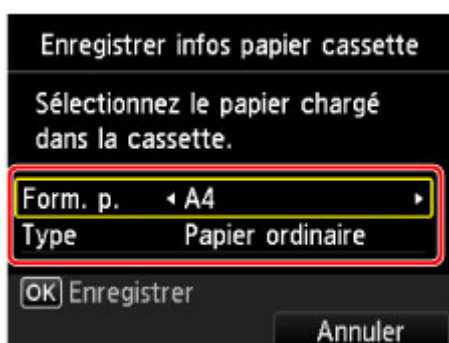 Enregistrer infos papier cassette
Sélectionnez le papier chargé
dans la cassette.
Form. p. A4
Type Papier ordinaire
OK Enregistrer
Annuler